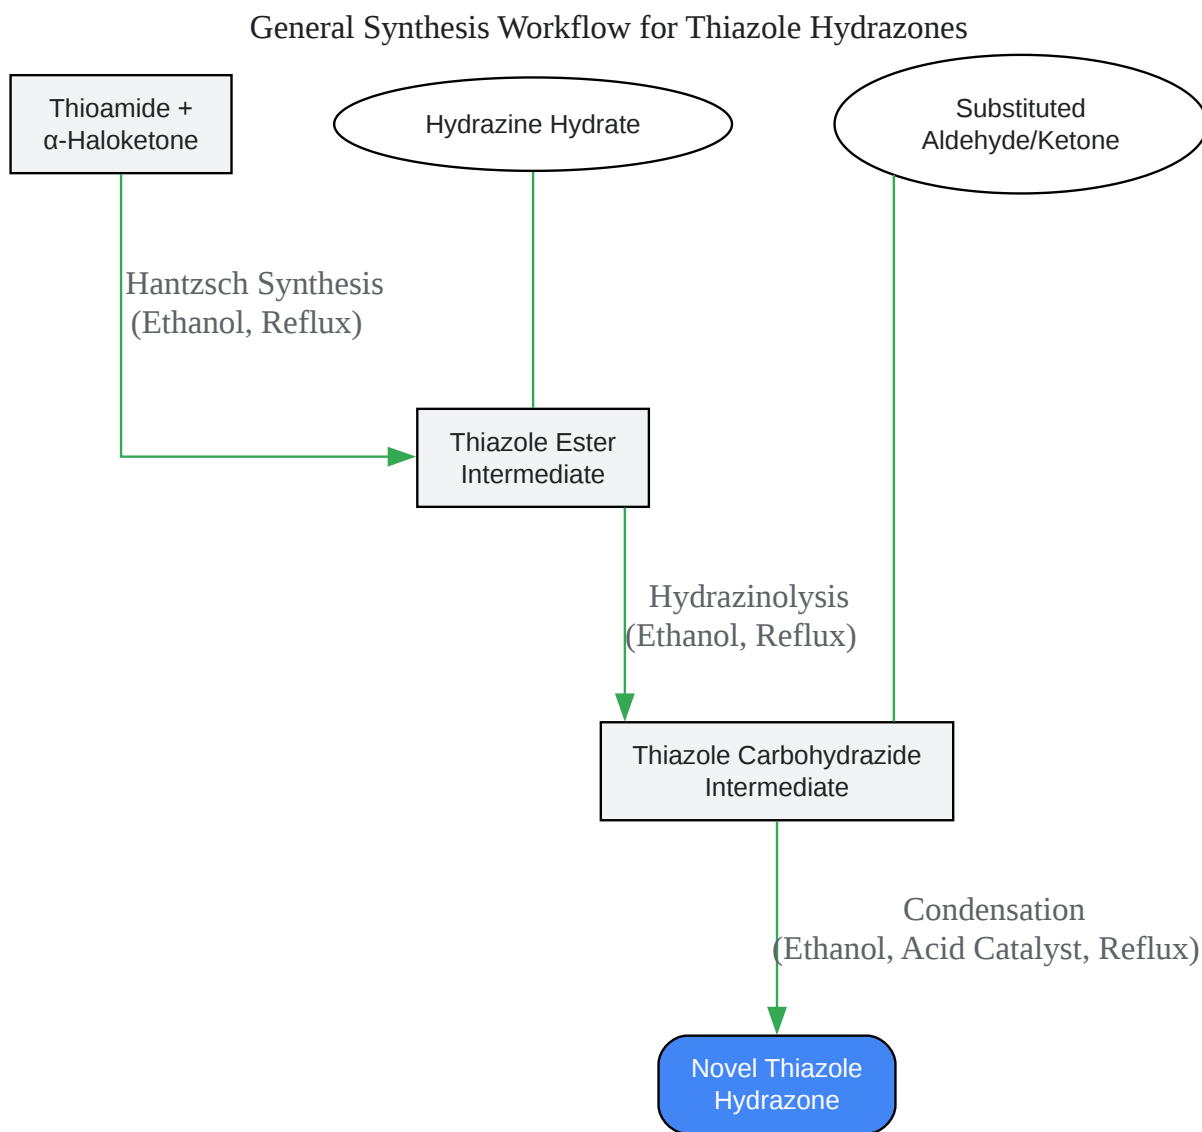 General Synthesis Workflow for Thiazole Hydrazones
Thioamide +
α-Haloketone
Hydrazine Hydrate
Substituted
Aldehyde/Ketone
Hantzsch Synthesis
(Ethanol, Reflux)
Thiazole Ester
Intermediate
Hydrazinolysis
(Ethanol, Reflux)
Thiazole Carbohydrazide
Intermediate
Condensation
(Ethanol, Acid Catalyst, Reflux)
Novel Thiazole
Hydrazone